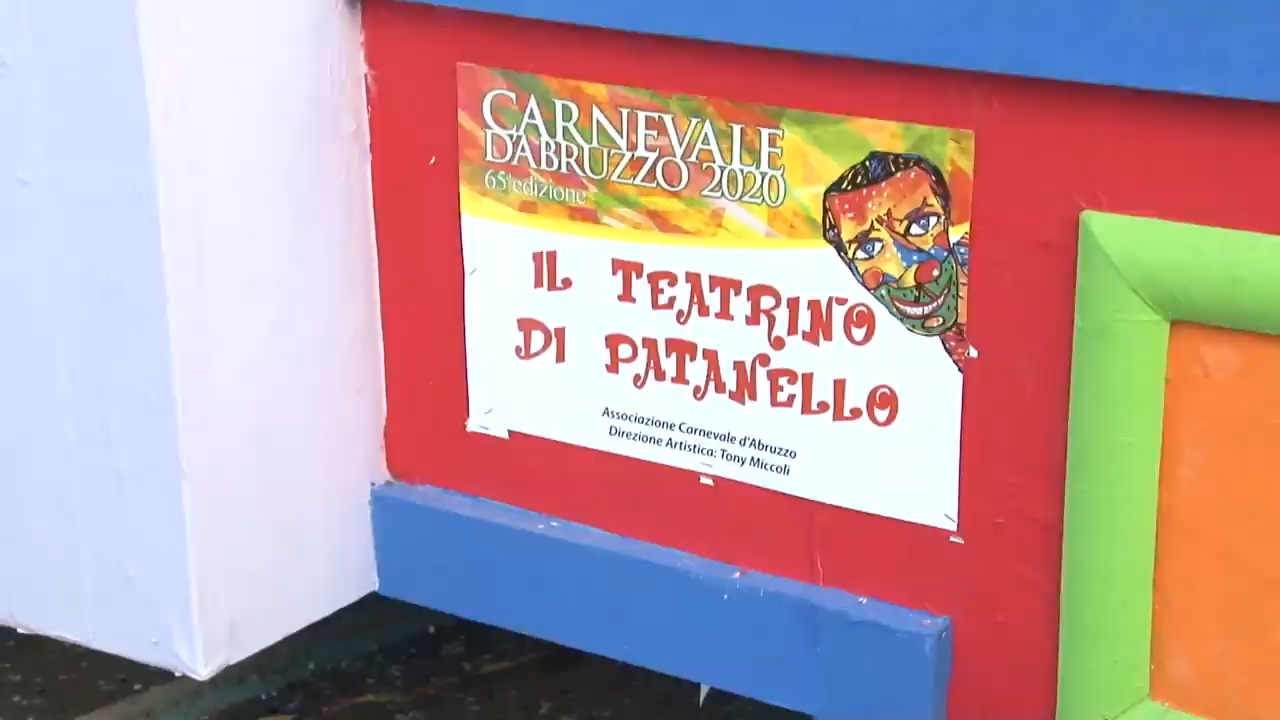 CARNEVALE
D'ABRUZZO 2020
65ª edizione
IL TEATRINO
DI PATANELLO
Associazione Carnevale d'Abruzzo
Direzione Artistica: Tony Miccoli